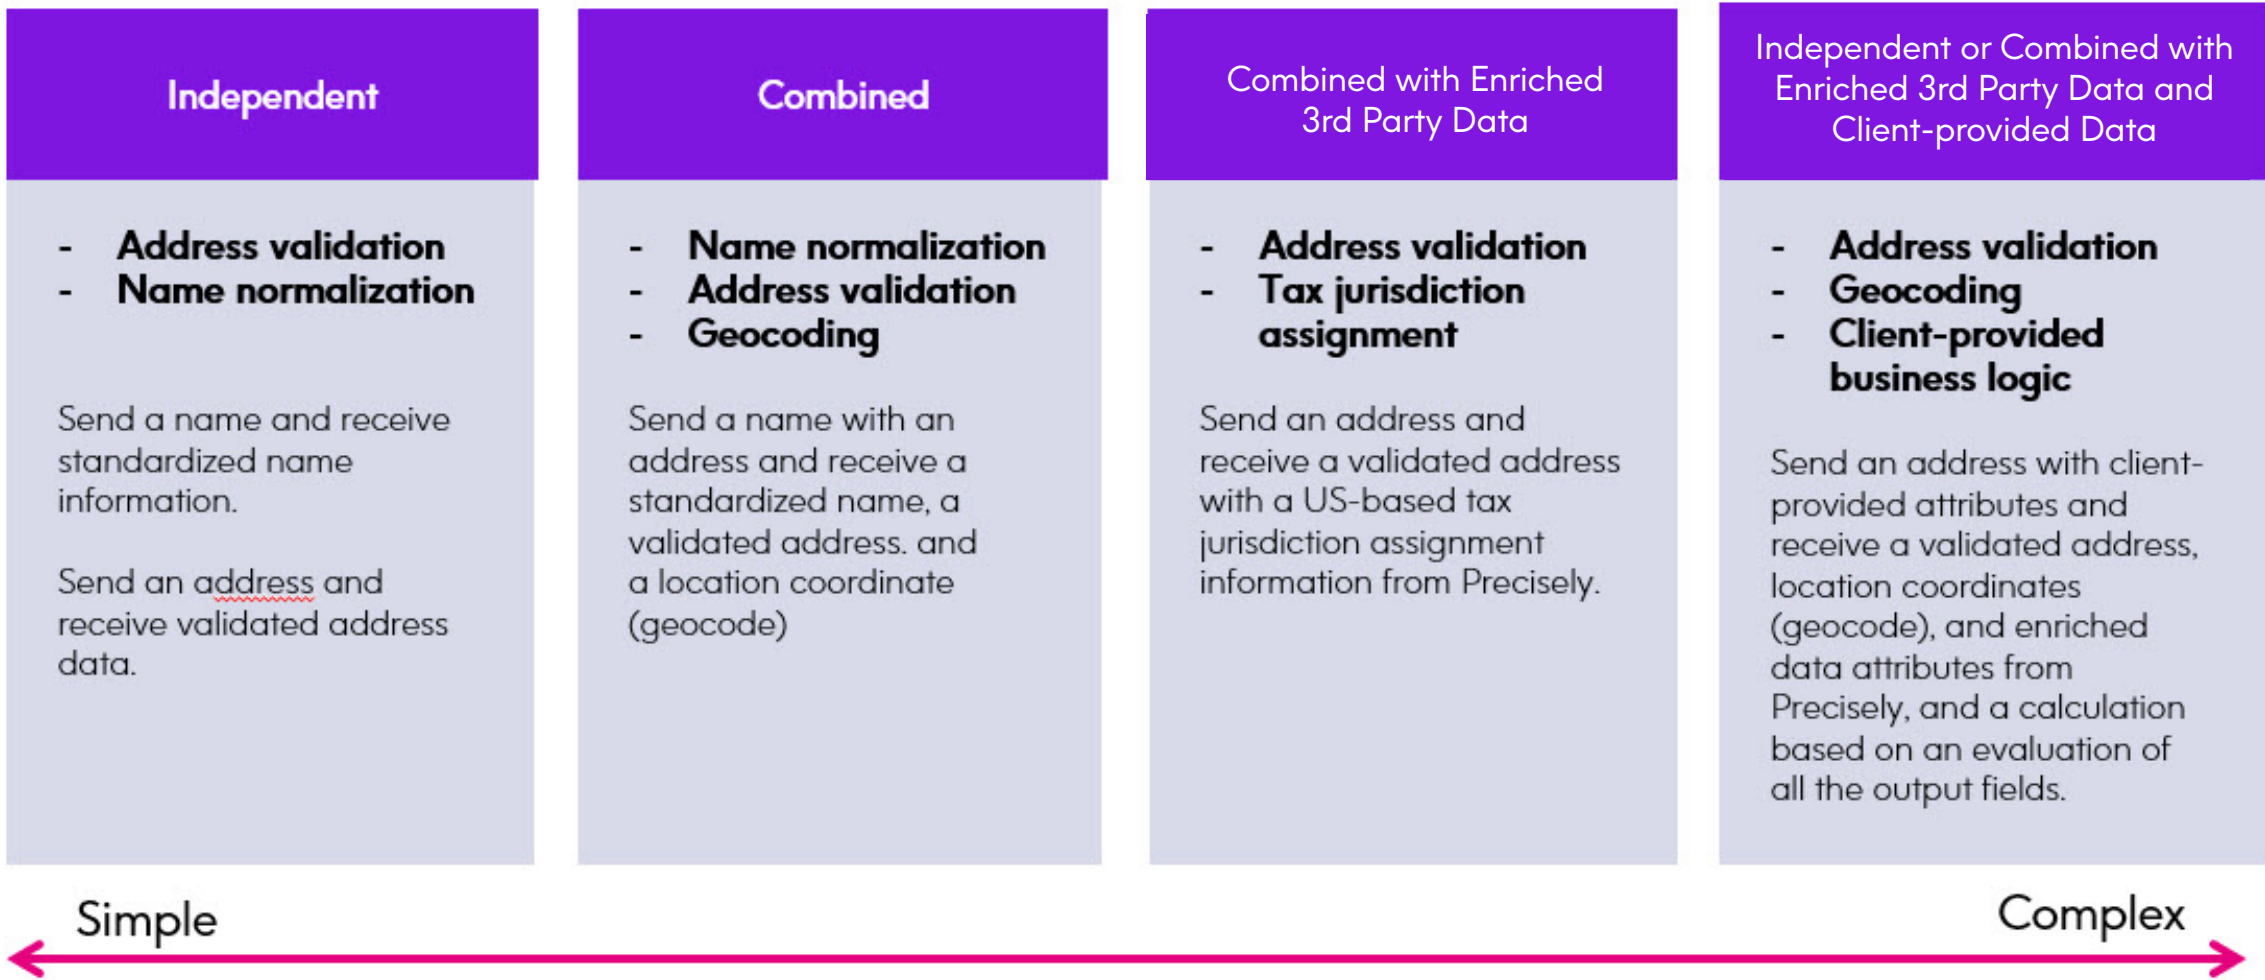 Independent
- Address validation
- Name normalization
Send a name and receive
standardized name
information.
Send an address and
receive validated address
data.
Combined
- Name normalization
- Address validation
- Geocoding
Send a name with an
address and receive a
standardized name, a
validated address. and
a location coordinate
(geocode)
Combined with Enriched
3rd Party Data
- Address validation
- Tax jurisdiction
assignment
Send an address and
receive a validated address
with a US-based tax
jurisdiction assignment
information from Precisely.
Independent or Combined with
Enriched 3rd Party Data and
Client-provided Data
- Address validation
- Geocoding
- Client-provided
business logic
Send an address with client-
provided attributes and
receive a validated address,
location coordinates
(geocode), and enriched
data attributes from
Precisely, and a calculation
based on an evaluation of
all the output fields.
Simple
Complex